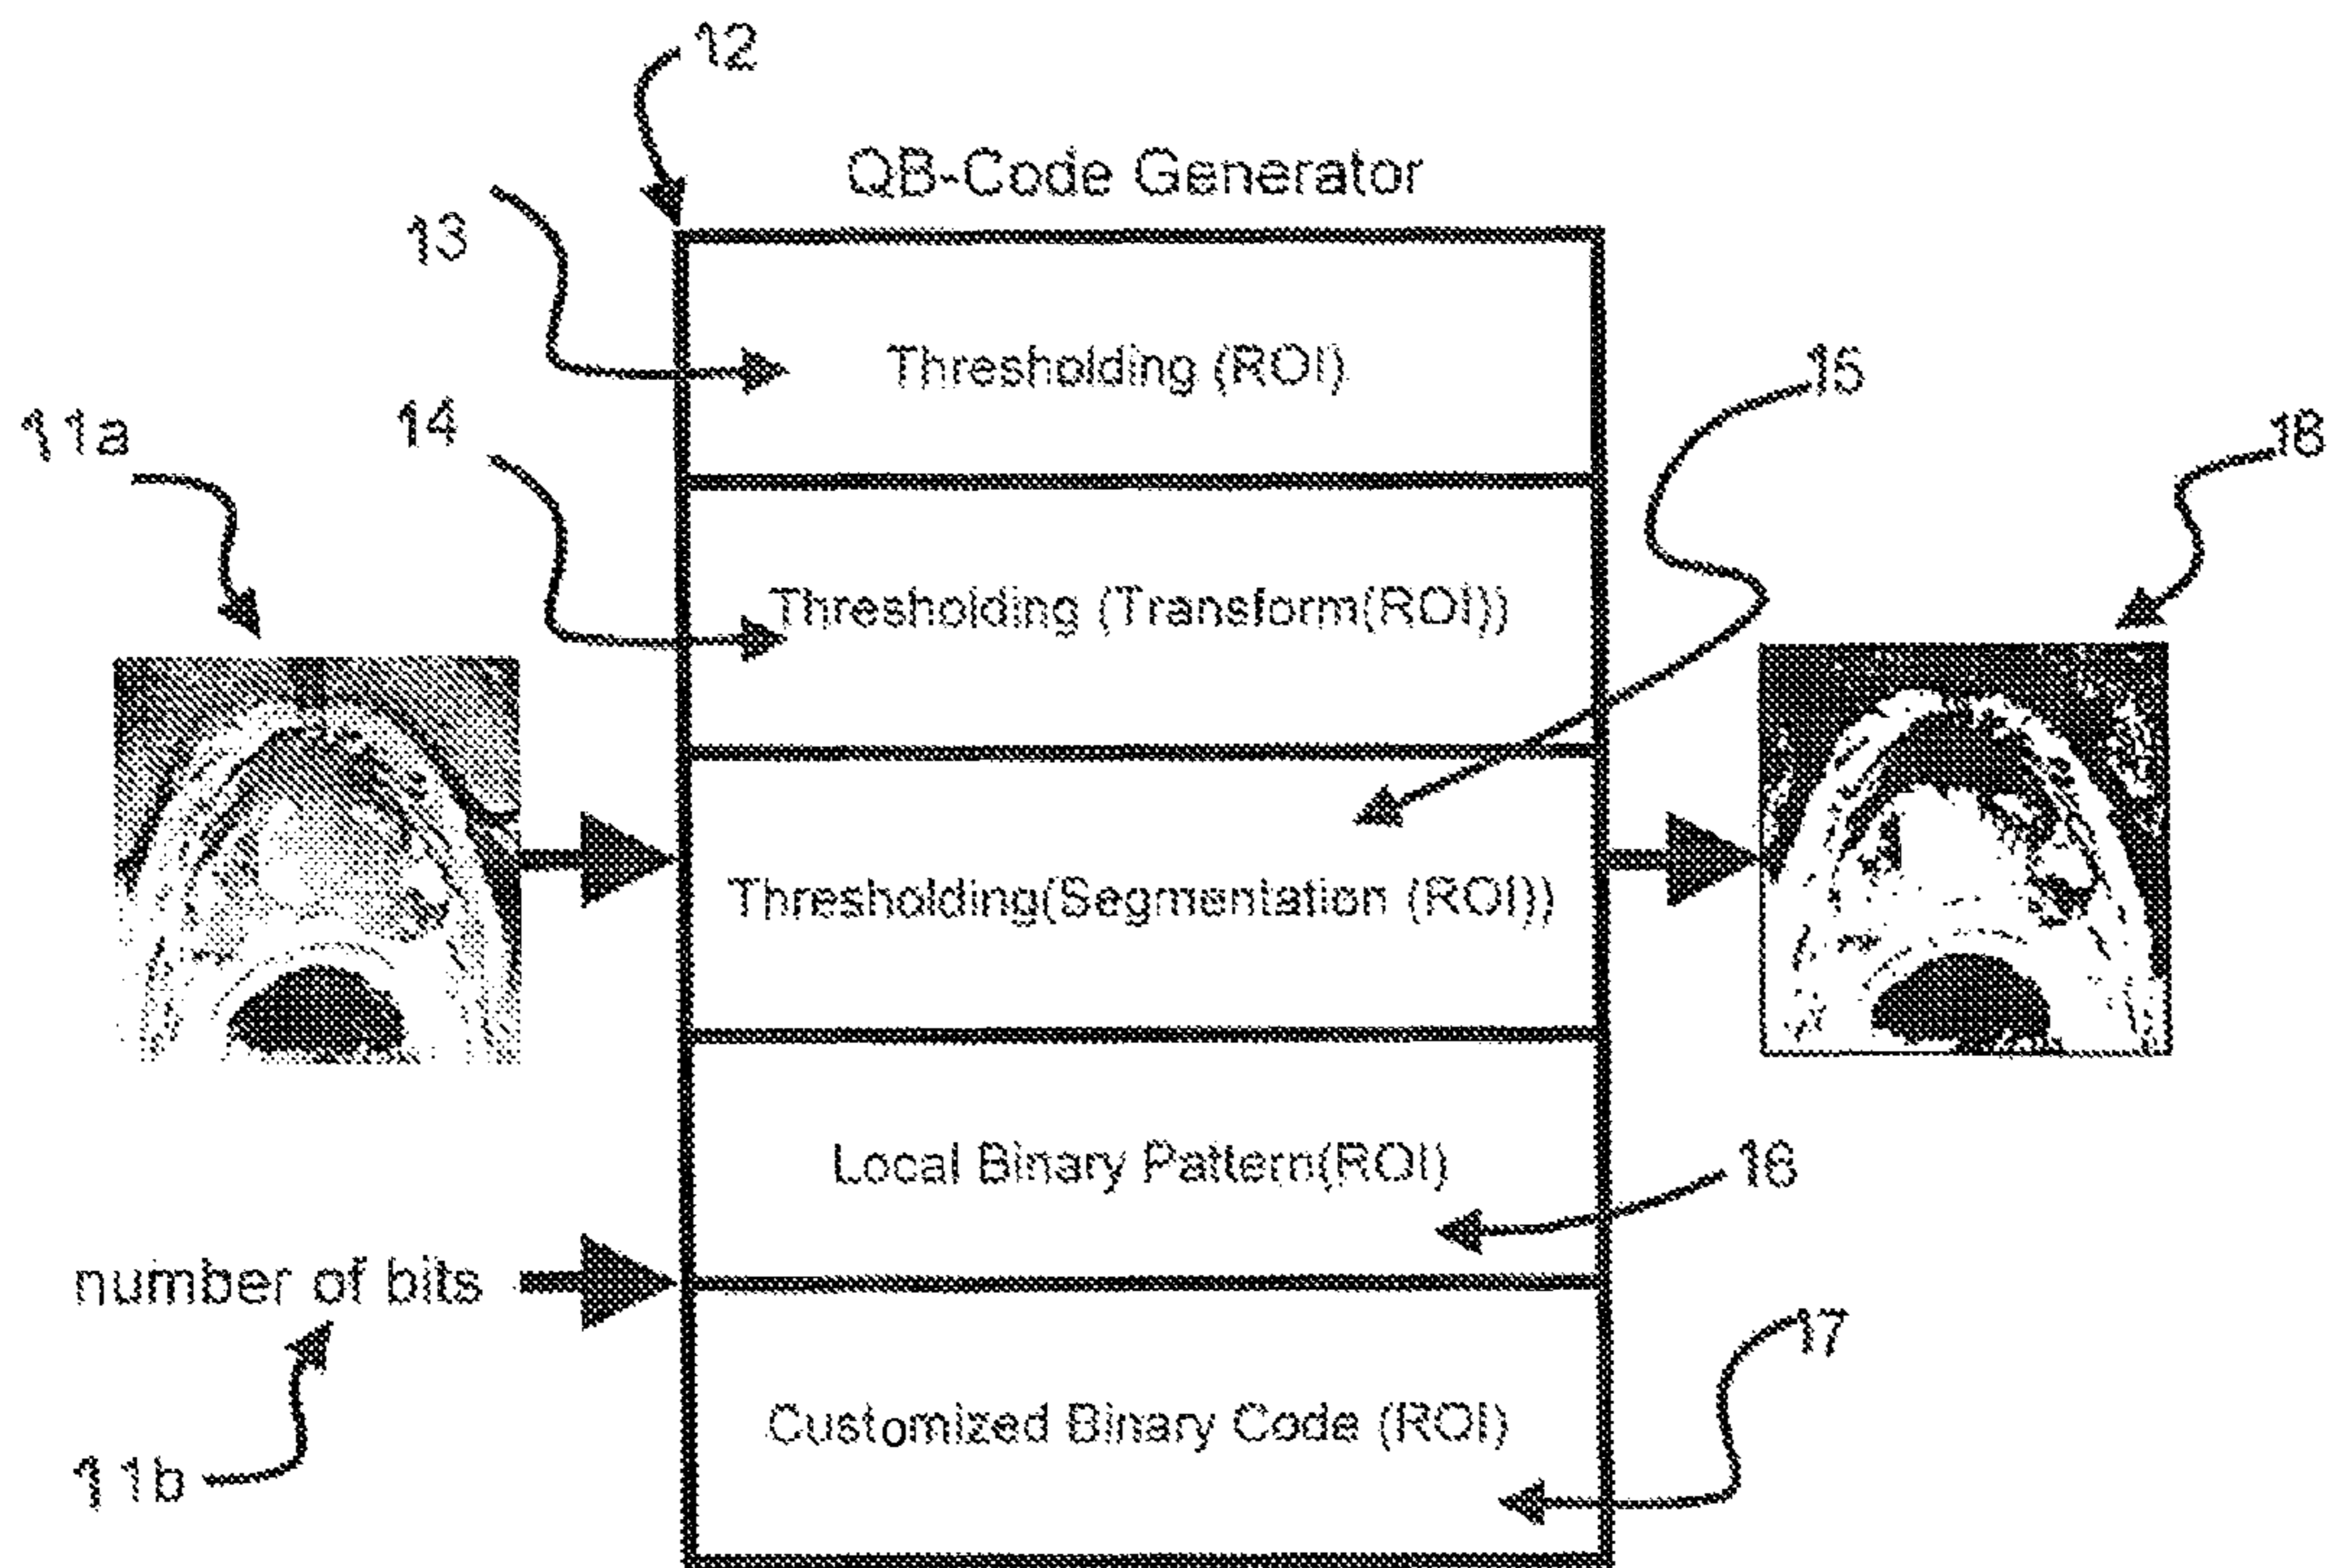 12
QB-Code Generator
13
Thresholding (ROI)
15
14
11a
18
Thresholding (Transform(ROI))
Thresholding(Segmentation (ROI))
Local Binary Pattern(ROI)
16
number of bits
17
Customized Binary Code (ROI)
11b